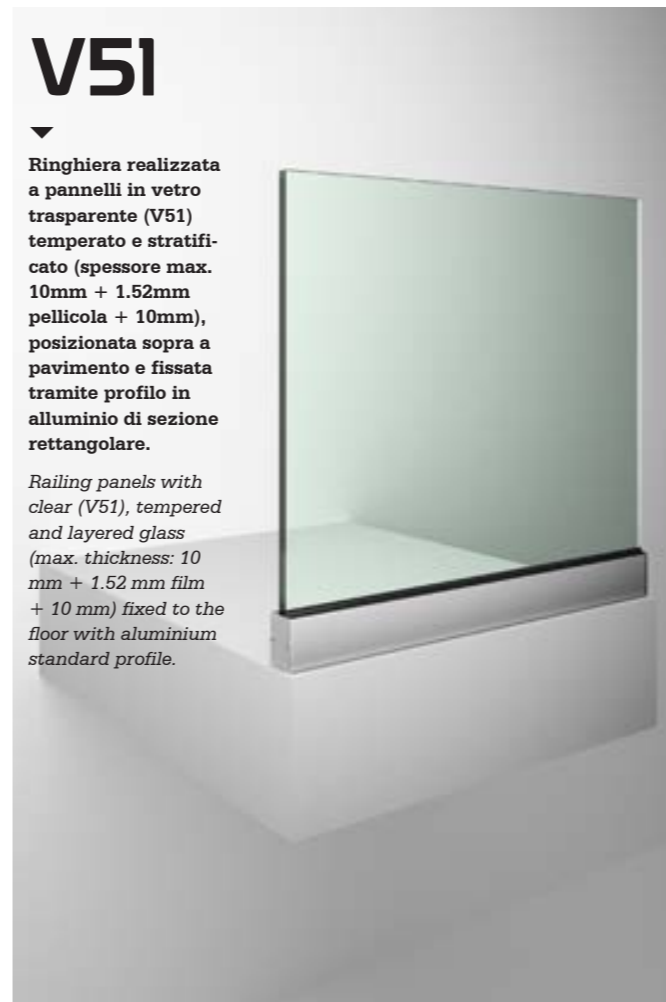 V51
Ringhiera realizzata
a pannelli in vetro
trasparente (V51)
temperato e stratifi-
cato (spessore max.
10mm + 1.52mm
pellicola + 10mm),
posizionata sopra a
pavimento e fissata
tramite profilo in
alluminio di sezione
rettangolare.
Railing panels with
clear (V51), tempered
and layered glass
(max. thickness: 10
mm + 1.52 mm film
+ 10 mm) fixed to the
floor with aluminium
standard profile.